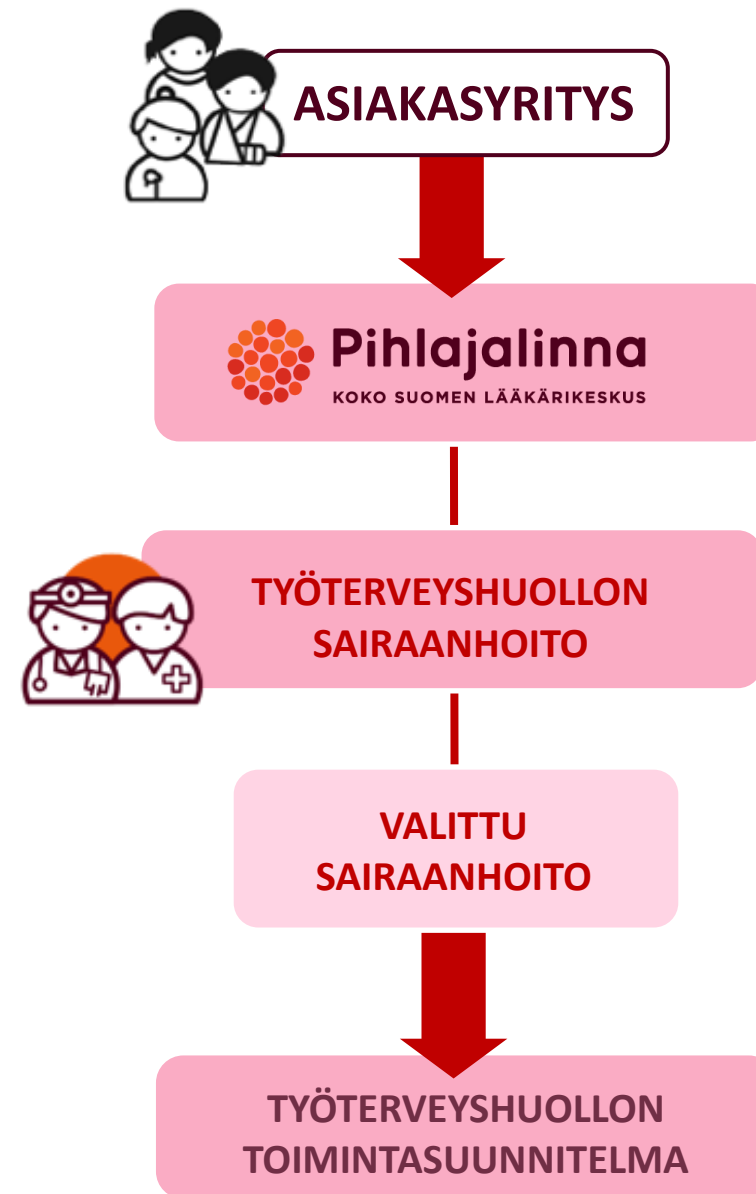 ASIAKASYRITYS
Pihlajalinna
KOKO SUOMEN LÄÄKÄRIKESKUS
TYÖTERVEYSHUOLLON
SAIRAANHOITO
VALITTU
SAIRAANHOITO
TYÖTERVEYSHUOLLON
TOIMINTASUUNNITELMA